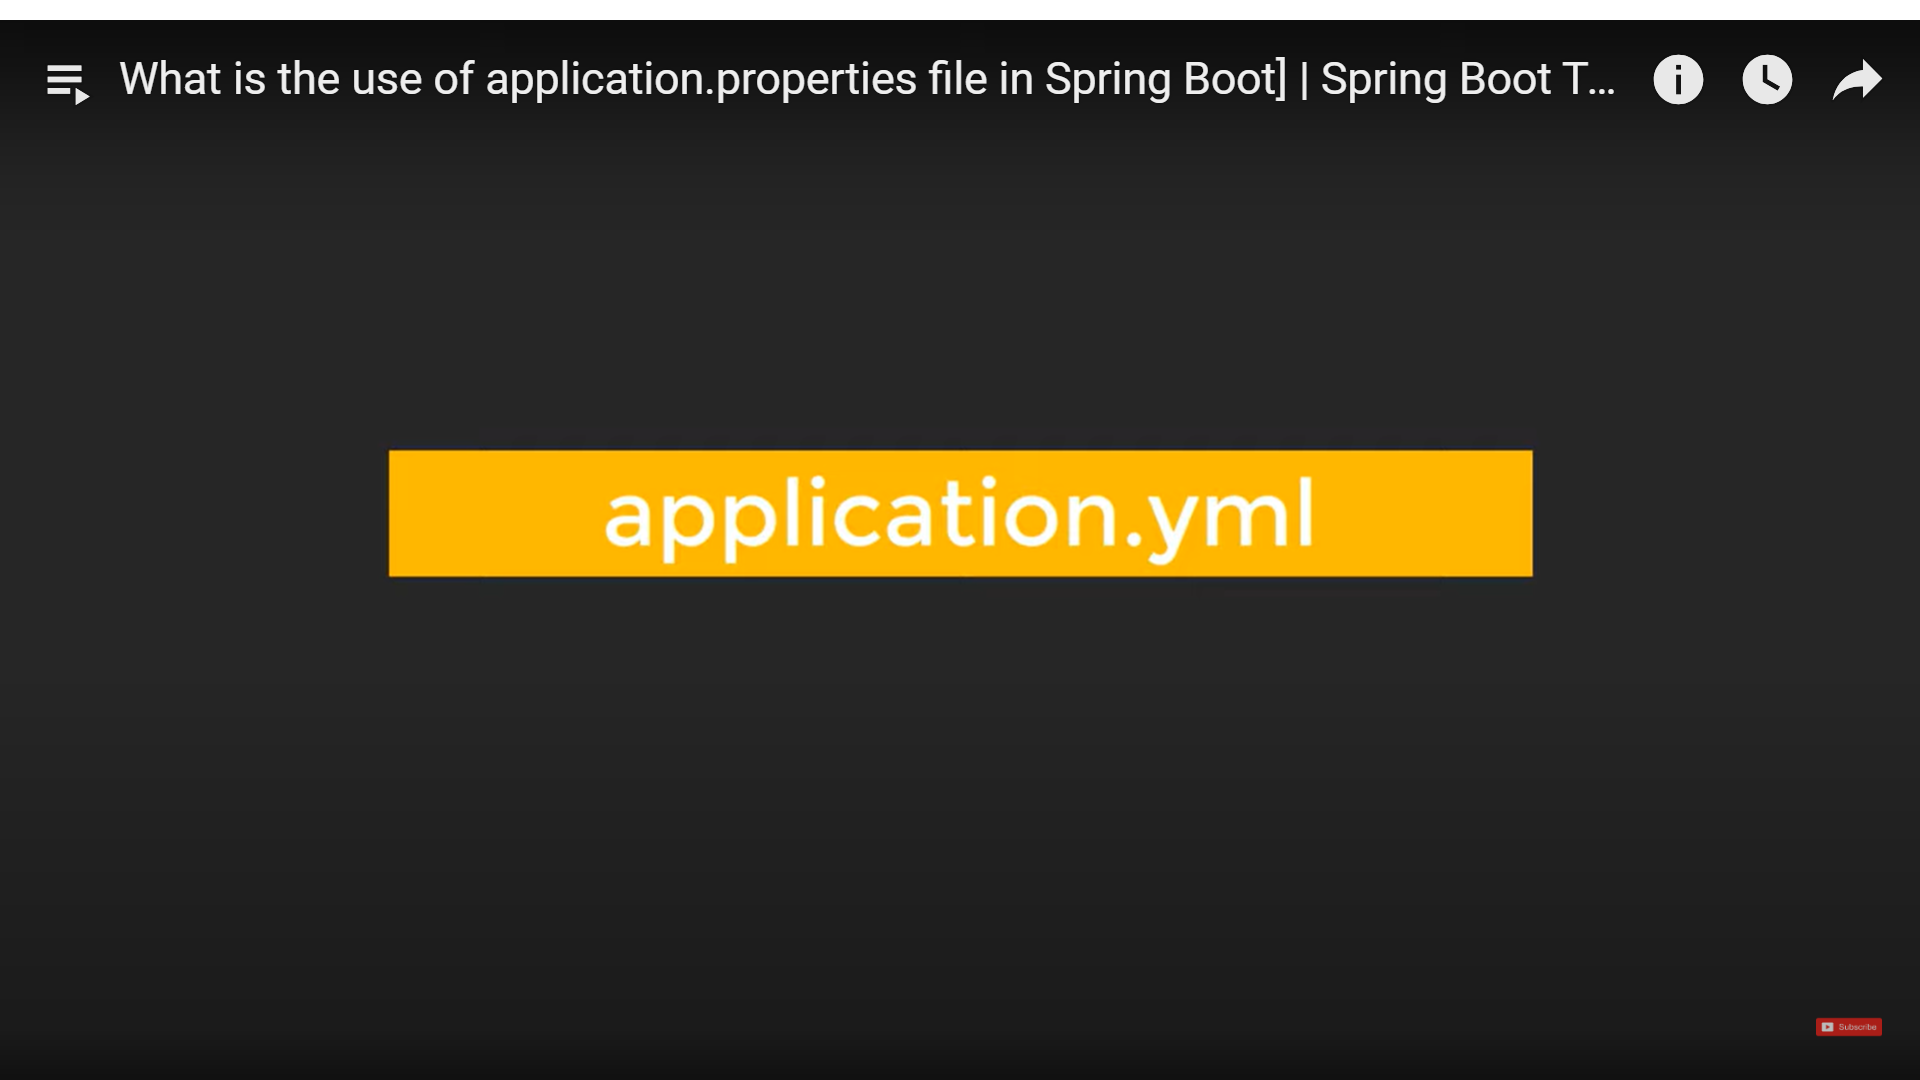 What is the use of application.properties file in Spring Boot] | Spring Boot T...
application.yml
Subscribe